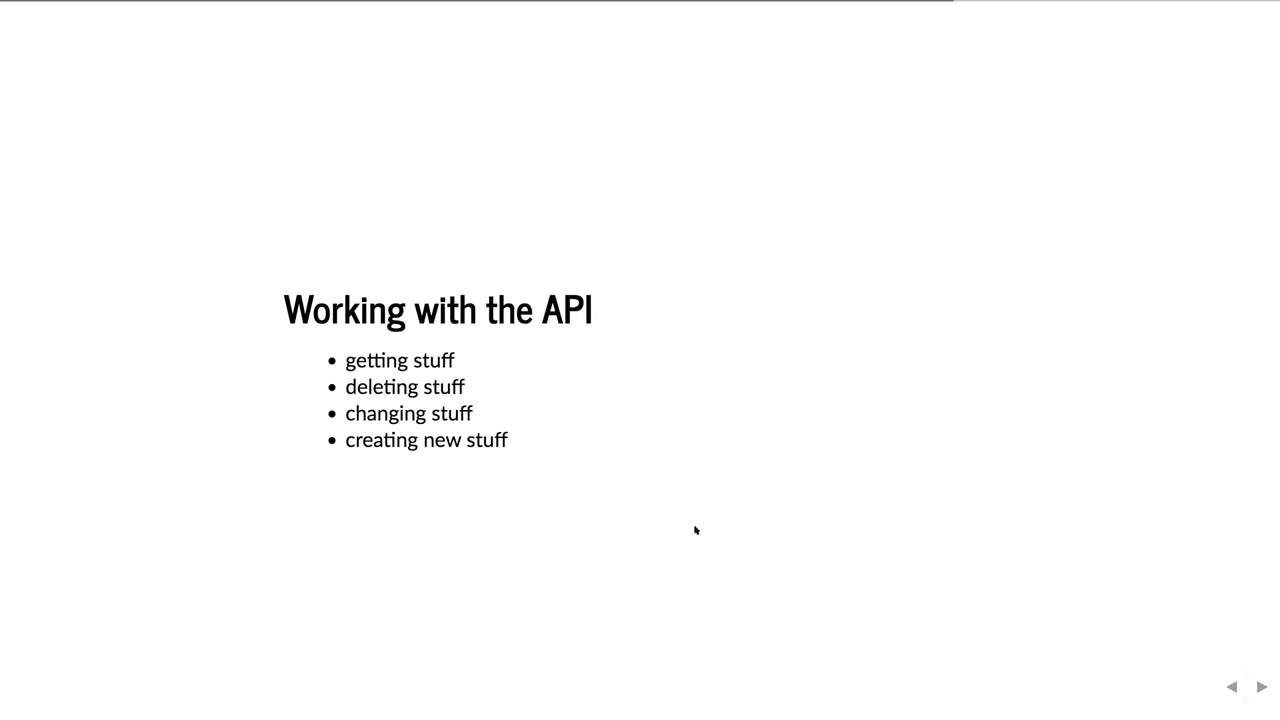 Working with the API
• getting stuff
• deleting stuff
• changing stuff
• creating new stuff